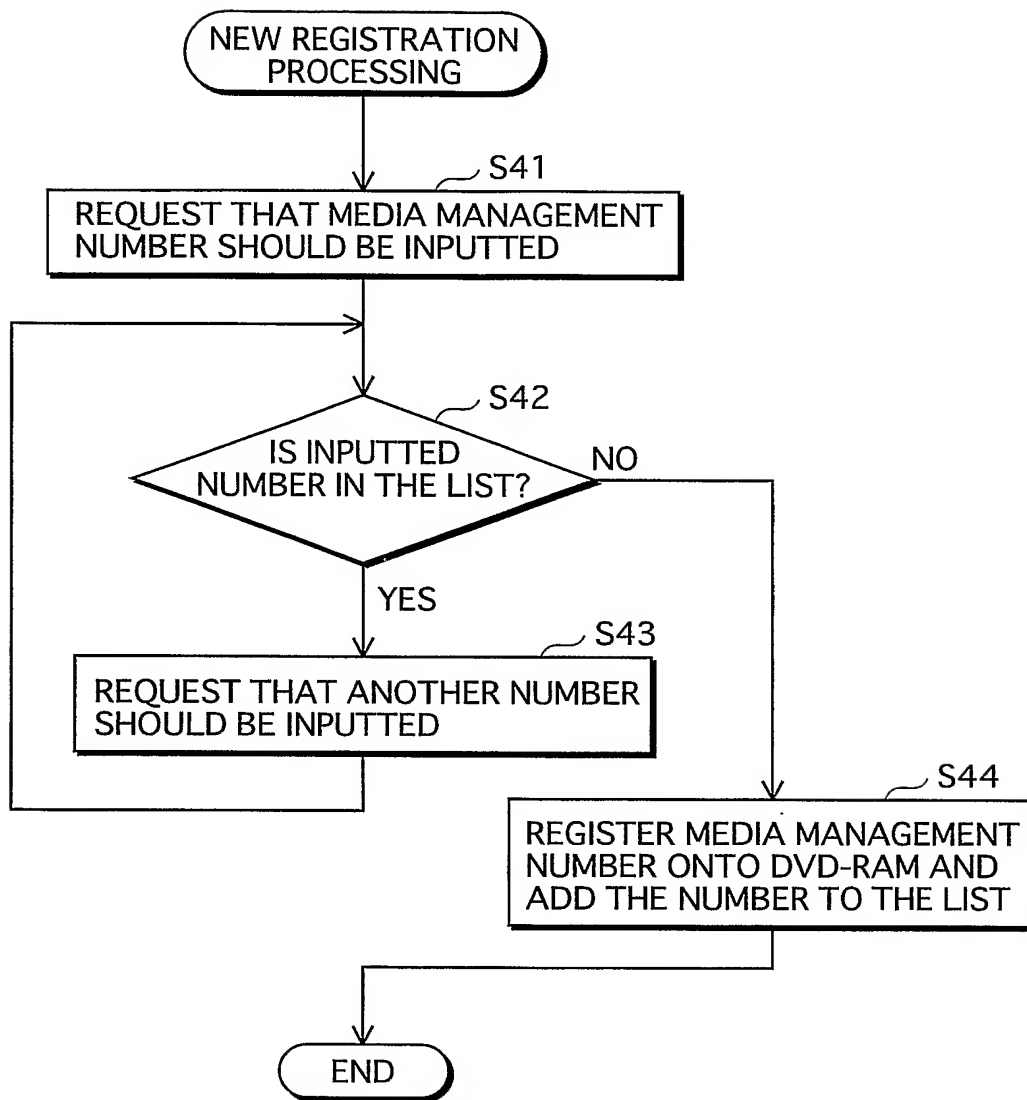 NEW REGISTRATION
PROCESSING
S41
REQUEST THAT MEDIA MANAGEMENT
NUMBER SHOULD BE INPUTTED
S42
IS INPUTTED
NUMBER IN THE LIST?
NO
YES
S43
REQUEST THAT ANOTHER NUMBER
SHOULD BE INPUTTED
S44
REGISTER MEDIA MANAGEMENT
NUMBER ONTO DVD-RAM AND
ADD THE NUMBER TO THE LIST
END